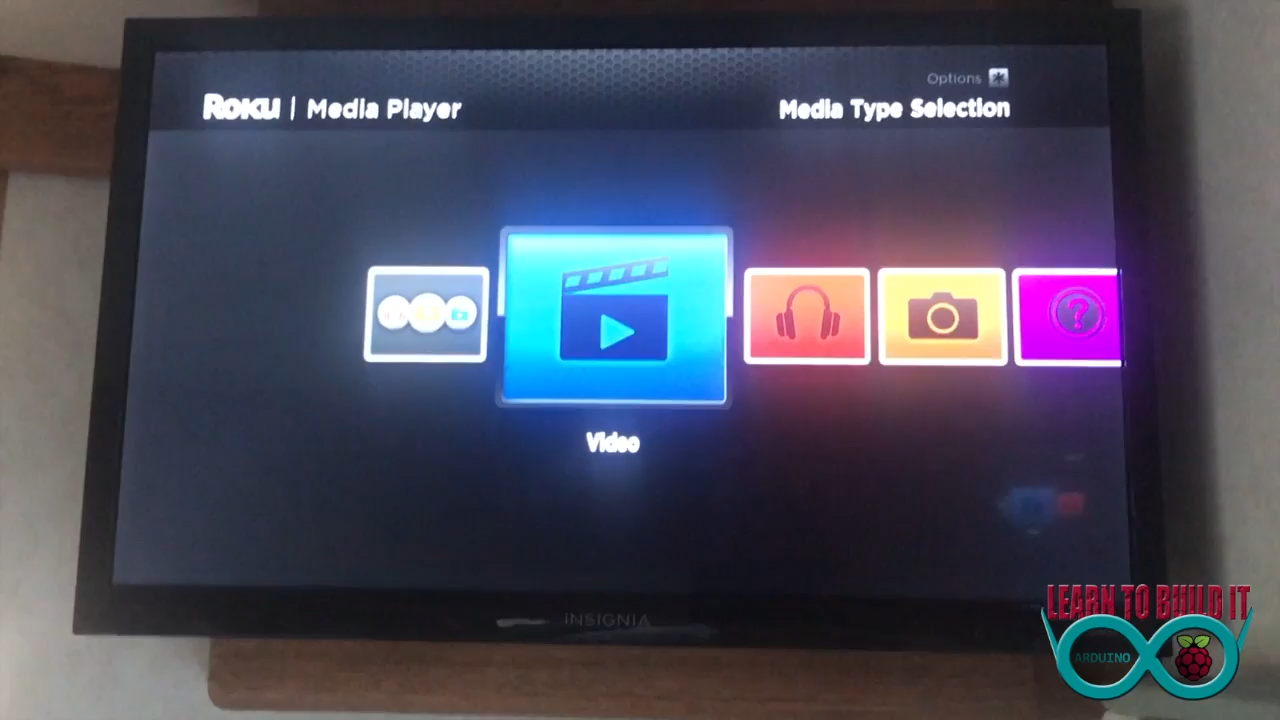 Options
ROKU | Media Player
Media Type Selection
Video
INSIGNIA
LEARN TO BUILD IT
ARDUINO